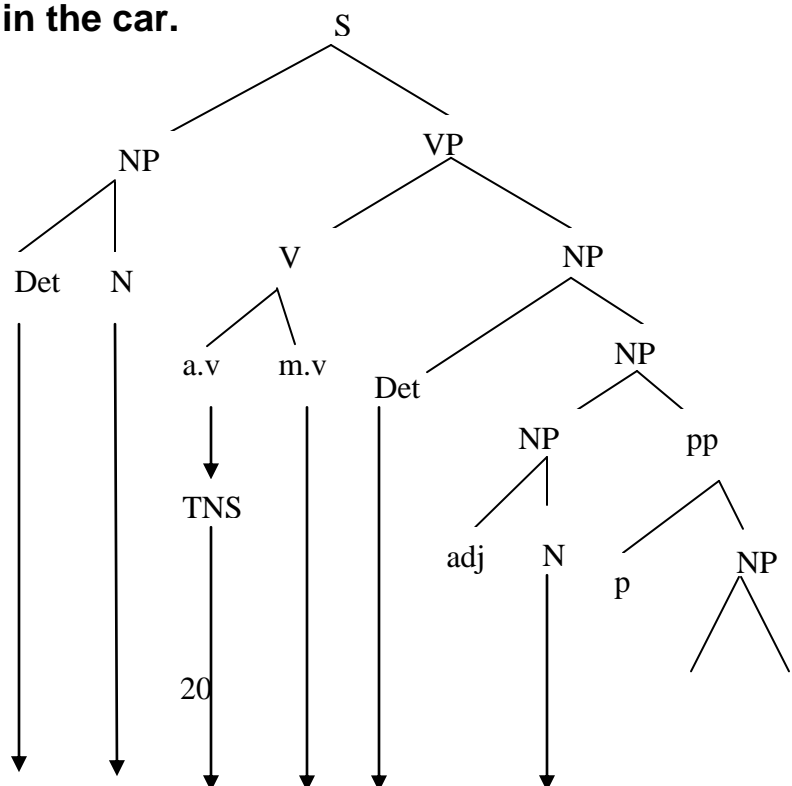 in the car.
S
NP VP
Det N V NP
a.v m.v Det NP
TNS NP pp
adj N p NP
20